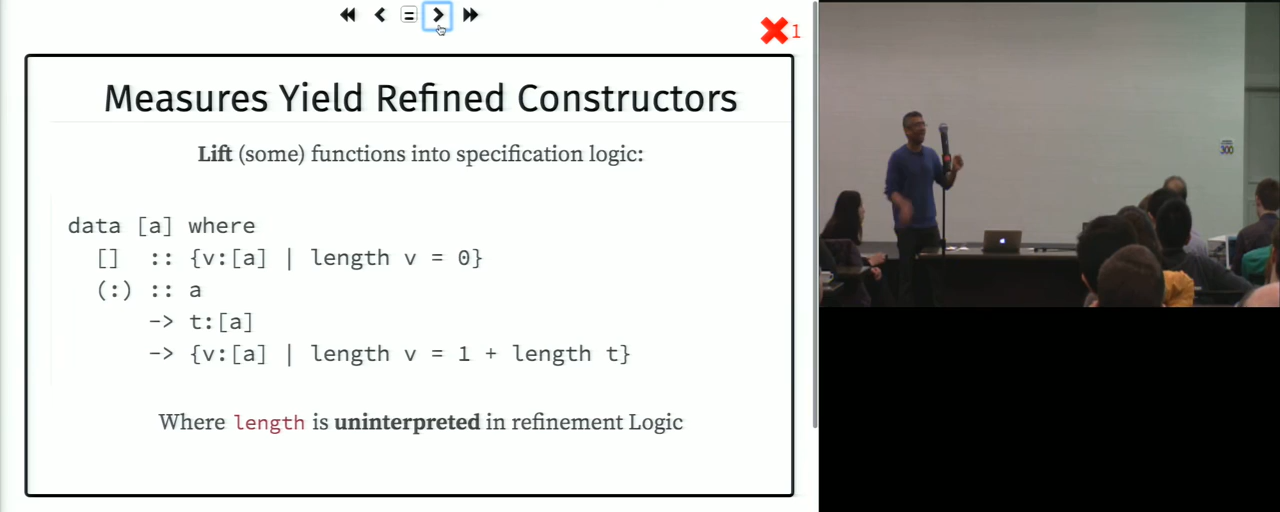 1
Measures Yield Refined Constructors
Lift (some) functions into specification logic:
data [a] where
[] :: {v:[a] | length v = 0}
(:) :: a
-> t:[a]
-> {v:[a] | length v = 1 + length t}
Where length is uninterpreted in refinement Logic
300